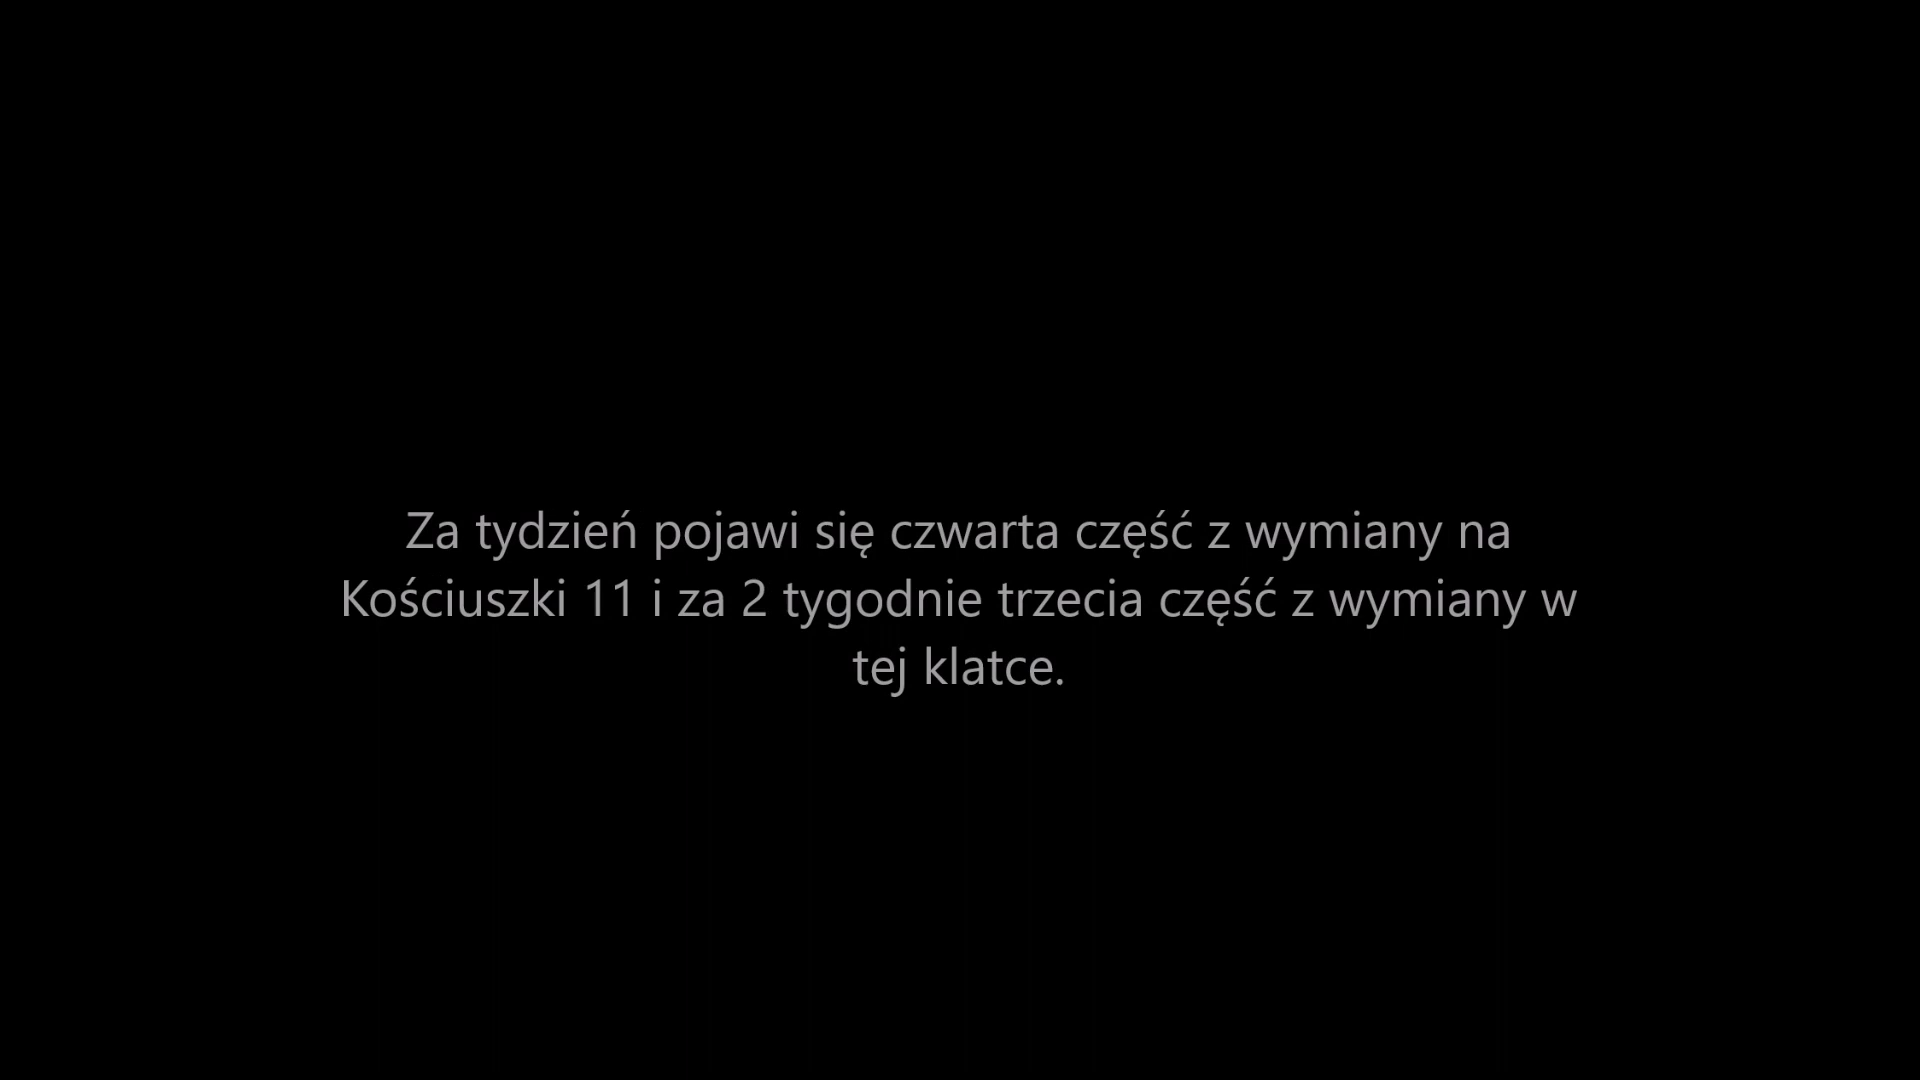 Za tydzień pojawi się czwarta część z wymiany na
Kościuszki 11 i za 2 tygodnie trzecia część z wymiany w
tej klatce.